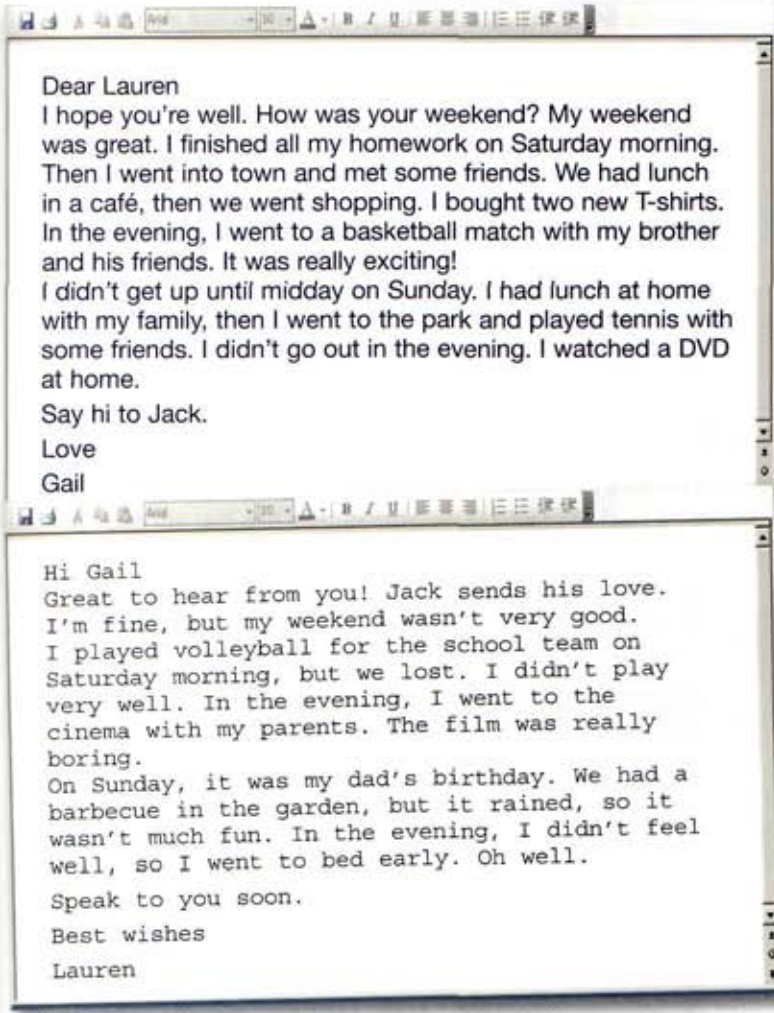 Dear Lauren
I hope you're well. How was your weekend? My weekend
was great. I finished all my homework on Saturday morning.
Then I went into town and met some friends. We had lunch
in a café, then we went shopping. I bought two new T-shirts.
In the evening, I went to a basketball match with my brother
and his friends. It was really exciting!
I didn't get up until midday on Sunday. I had lunch at home
with my family, then I went to the park and played tennis with
some friends. I didn't go out in the evening. I watched a DVD
at home.
Say hi to Jack.
Love
Gail
Hi Gail
Great to hear from you! Jack sends his love.
I'm fine, but my weekend wasn't very good.
I played volleyball for the school team on
Saturday morning, but we lost. I didn't play
very well. In the evening, I went to the
cinema with my parents. The film was really
boring.
On Sunday, it was my dad's birthday. We had a
barbecue in the garden, but it rained, so it
wasn't much fun. In the evening, I didn't feel
well, so I went to bed early. Oh well.
Speak to you soon.
Best wishes
Lauren